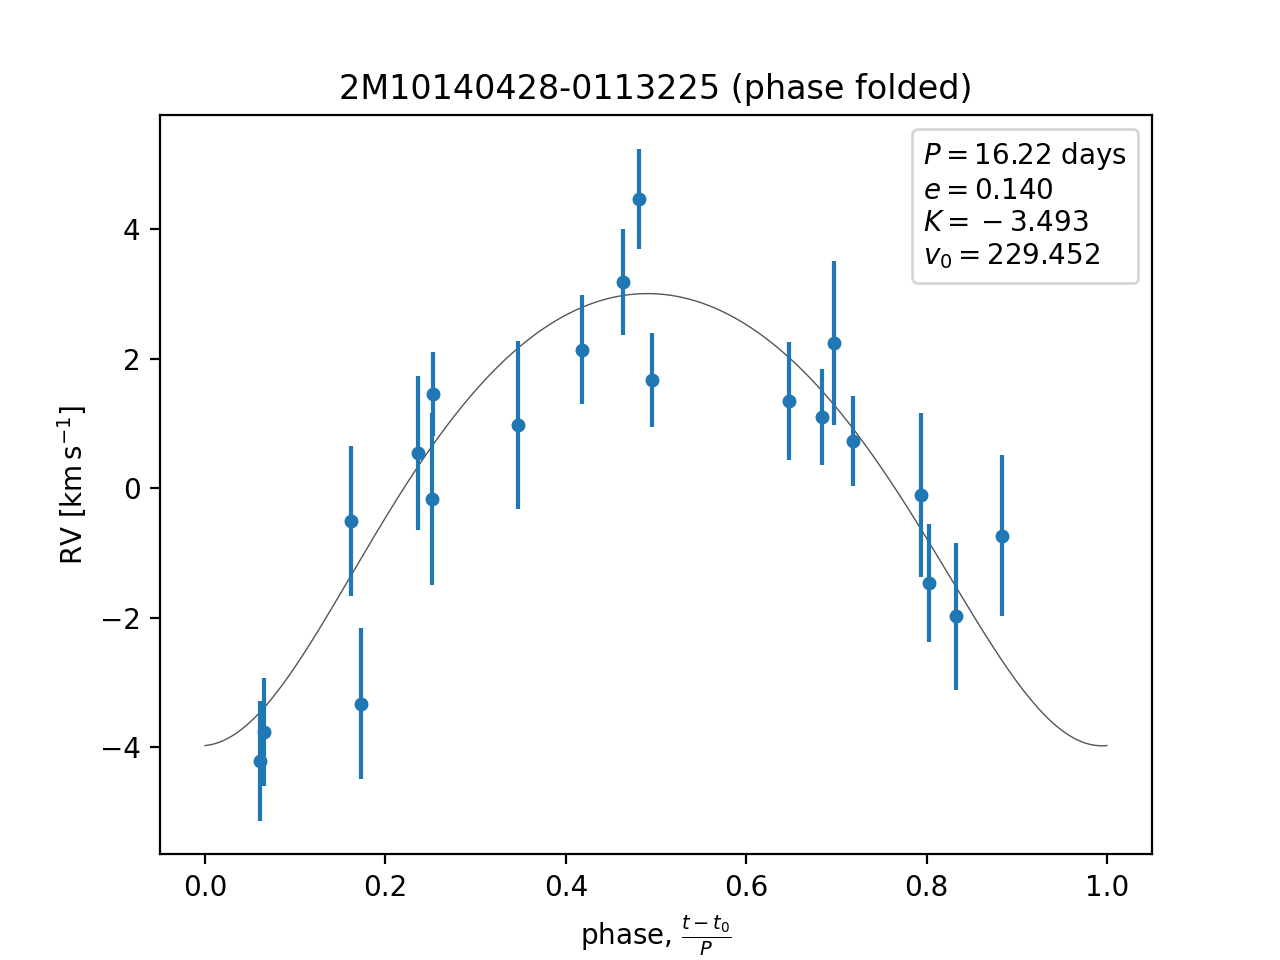 2M10140428-0113225 (phase folded)
P = 16.22 days
e = 0.140
K = −3.493
v₀ = 229.452
RV [km s⁻¹]
4
2
0
−2
−4
0.0 0.2 0.4 0.6 0.8 1.0
phase, (t − t₀)/P